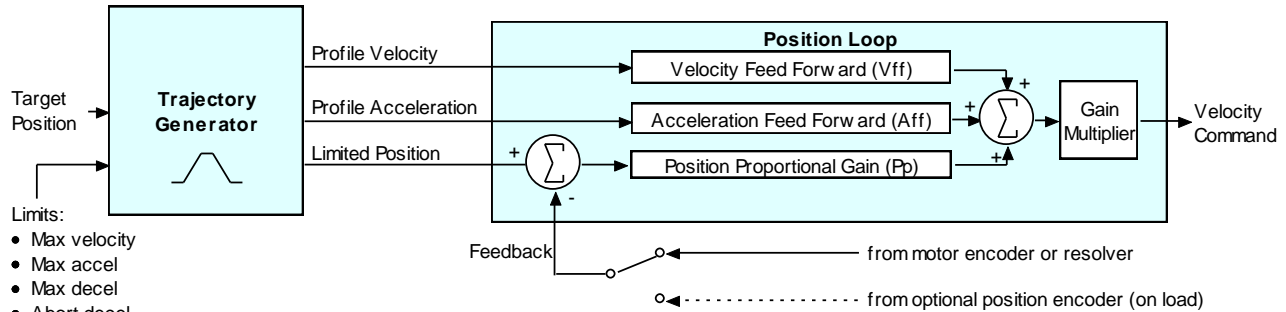 Position Loop
Profile Velocity
Velocity Feed Forward (Vff)
+
Target
Position
Trajectory
Generator
Profile Acceleration
Acceleration Feed Forward (Aff)
+
Σ
Gain
Multiplier
Velocity
Command
Limited Position
+
Σ
Position Proportional Gain (Pp)
+
-
Limits:
• Max velocity
• Max accel
• Max decel
• Abort decel
Feedback
from motor encoder or resolver
from optional position encoder (on load)